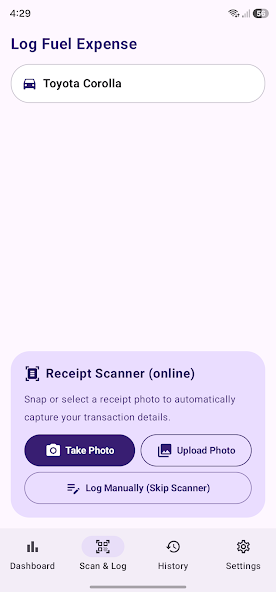 4:29
Log Fuel Expense
Toyota Corolla
Receipt Scanner (online)
Snap or select a receipt photo to automatically
capture your transaction details.
Take Photo
Upload Photo
Log Manually (Skip Scanner)
Dashboard
Scan & Log
History
Settings